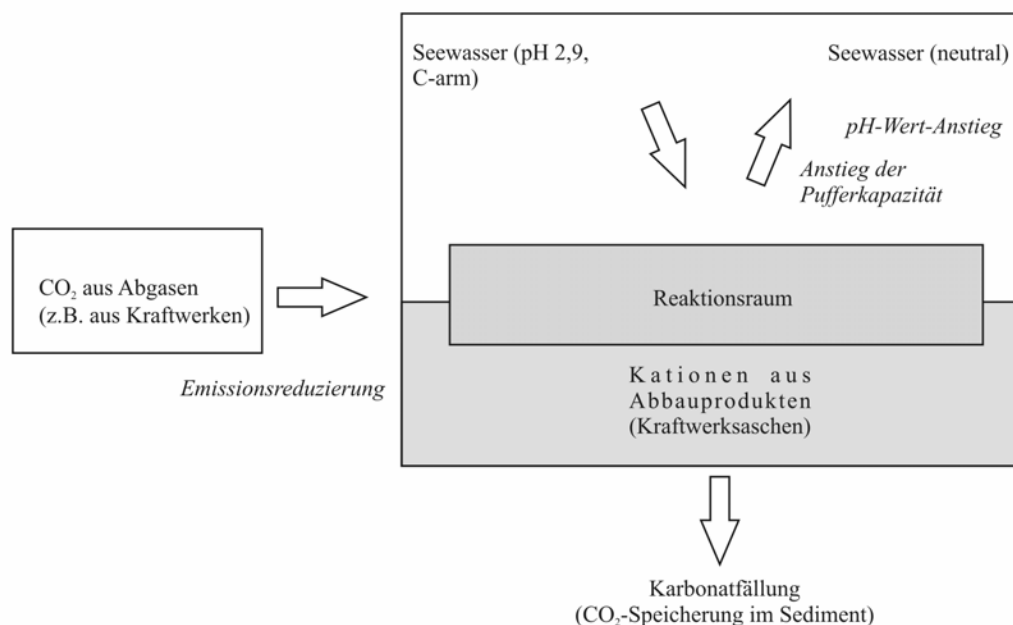 Seewasser (pH 2,9,
C-arm)
Seewasser (neutral)
pH-Wert-Anstieg
Anstieg der
Pufferkapazität
CO₂ aus Abgasen
(z.B. aus Kraftwerken)
Reaktionsraum
Emissionsreduzierung
Kationen aus
Abbauprodukten
(Kraftwerksaschen)
Karbonatfällung
(CO₂-Speicherung im Sediment)